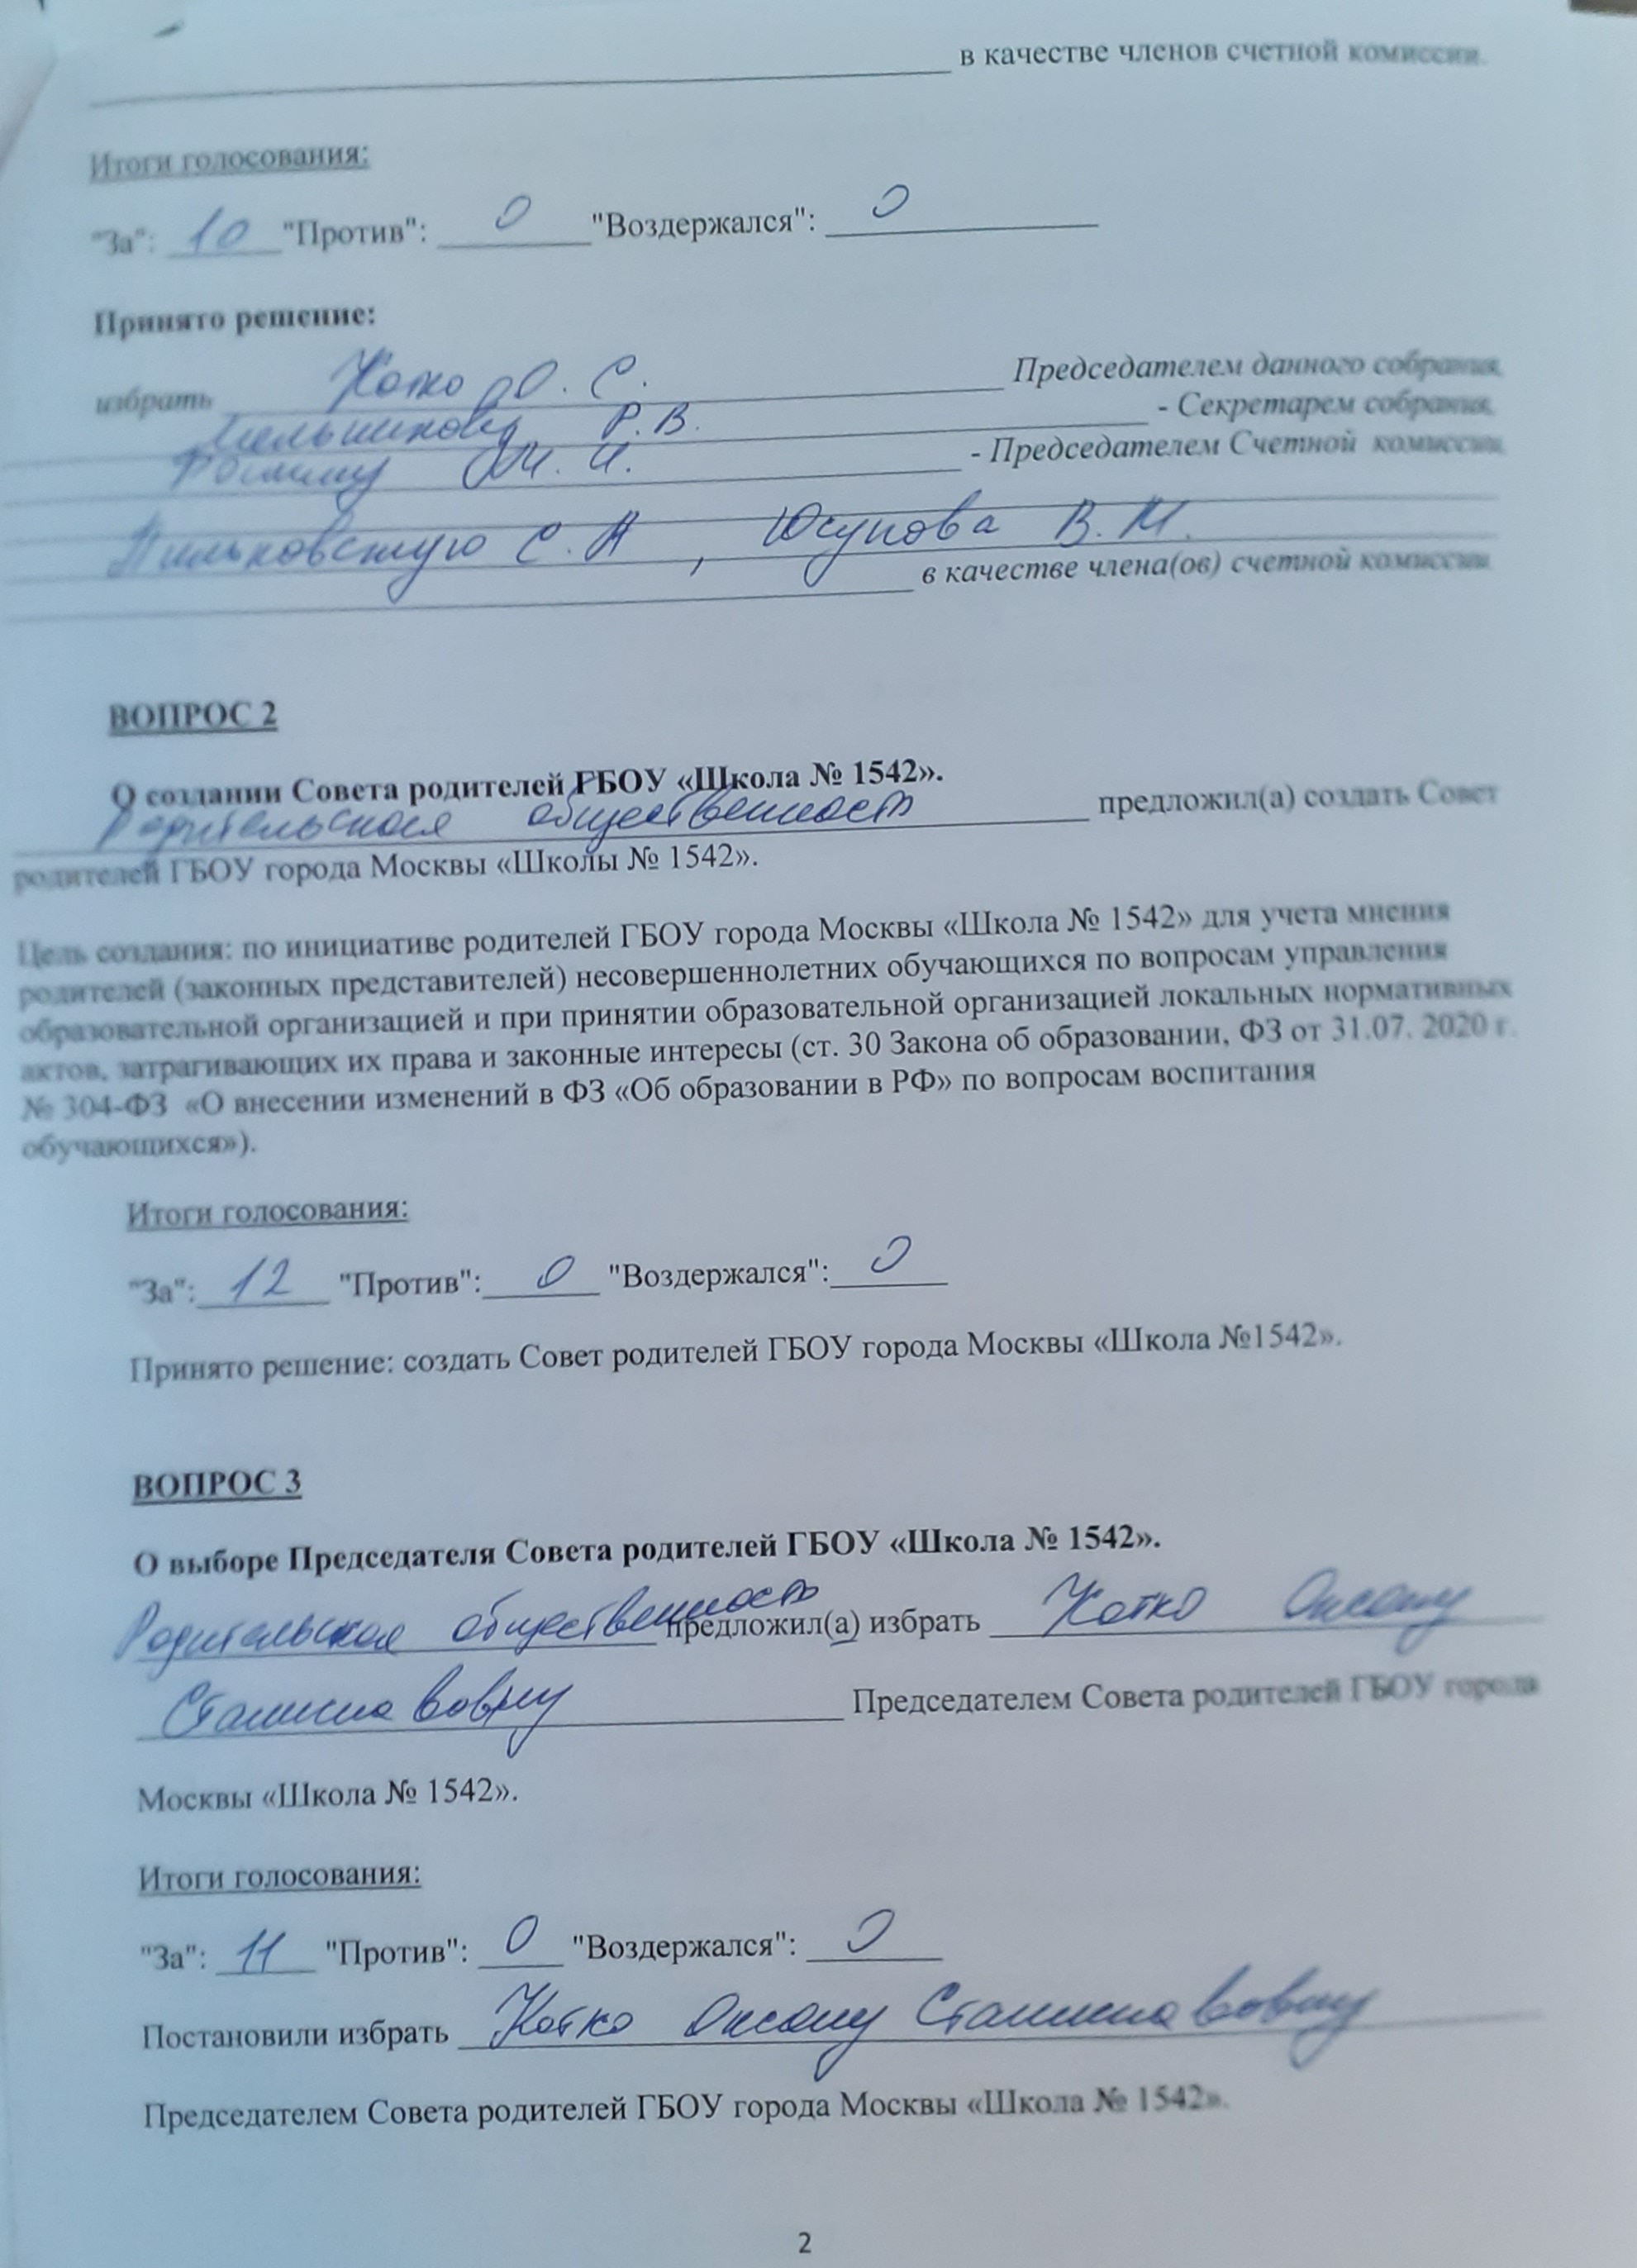 в качестве членов счетной комиссии.
Итоги голосования:
"За": 10 "Против": 0 "Воздержался": 0
Принято решение:
избрать Котко О. С. Председателем данного собрания,
Мельникову Р.В. - Секретарем собрания,
И. - Председателем Счетной комиссии,
С. А, Юсупова В. М.
в качестве члена(ов) счетной комиссии
ВОПРОС 2
О создании Совета родителей ГБОУ «Школа № 1542».
Родительская общественность предложил(а) создать Совет
родителей ГБОУ города Москвы «Школы № 1542».
Цель создания: по инициативе родителей ГБОУ города Москвы «Школа № 1542» для учета мнения
родителей (законных представителей) несовершеннолетних обучающихся по вопросам управления
образовательной организацией и при принятии образовательной организацией локальных нормативных
актов, затрагивающих их права и законные интересы (ст. 30 Закона об образовании, ФЗ от 31.07. 2020 г.
№ 304-ФЗ «О внесении изменений в ФЗ «Об образовании в РФ» по вопросам воспитания
обучающихся»).
Итоги голосования:
"За": 12 "Против": 0 "Воздержался": 0
Принято решение: создать Совет родителей ГБОУ города Москвы «Школа №1542».
ВОПРОС 3
О выборе Председателя Совета родителей ГБОУ «Школа № 1542».
Родительская общественность предложил(а) избрать Котко Оксану
Станиславовну Председателем Совета родителей ГБОУ города
Москвы «Школа № 1542».
Итоги голосования:
"За": 11 "Против": 0 "Воздержался": 0
Постановили избрать Котко Оксану Станиславовну
Председателем Совета родителей ГБОУ города Москвы «Школа № 1542».
2